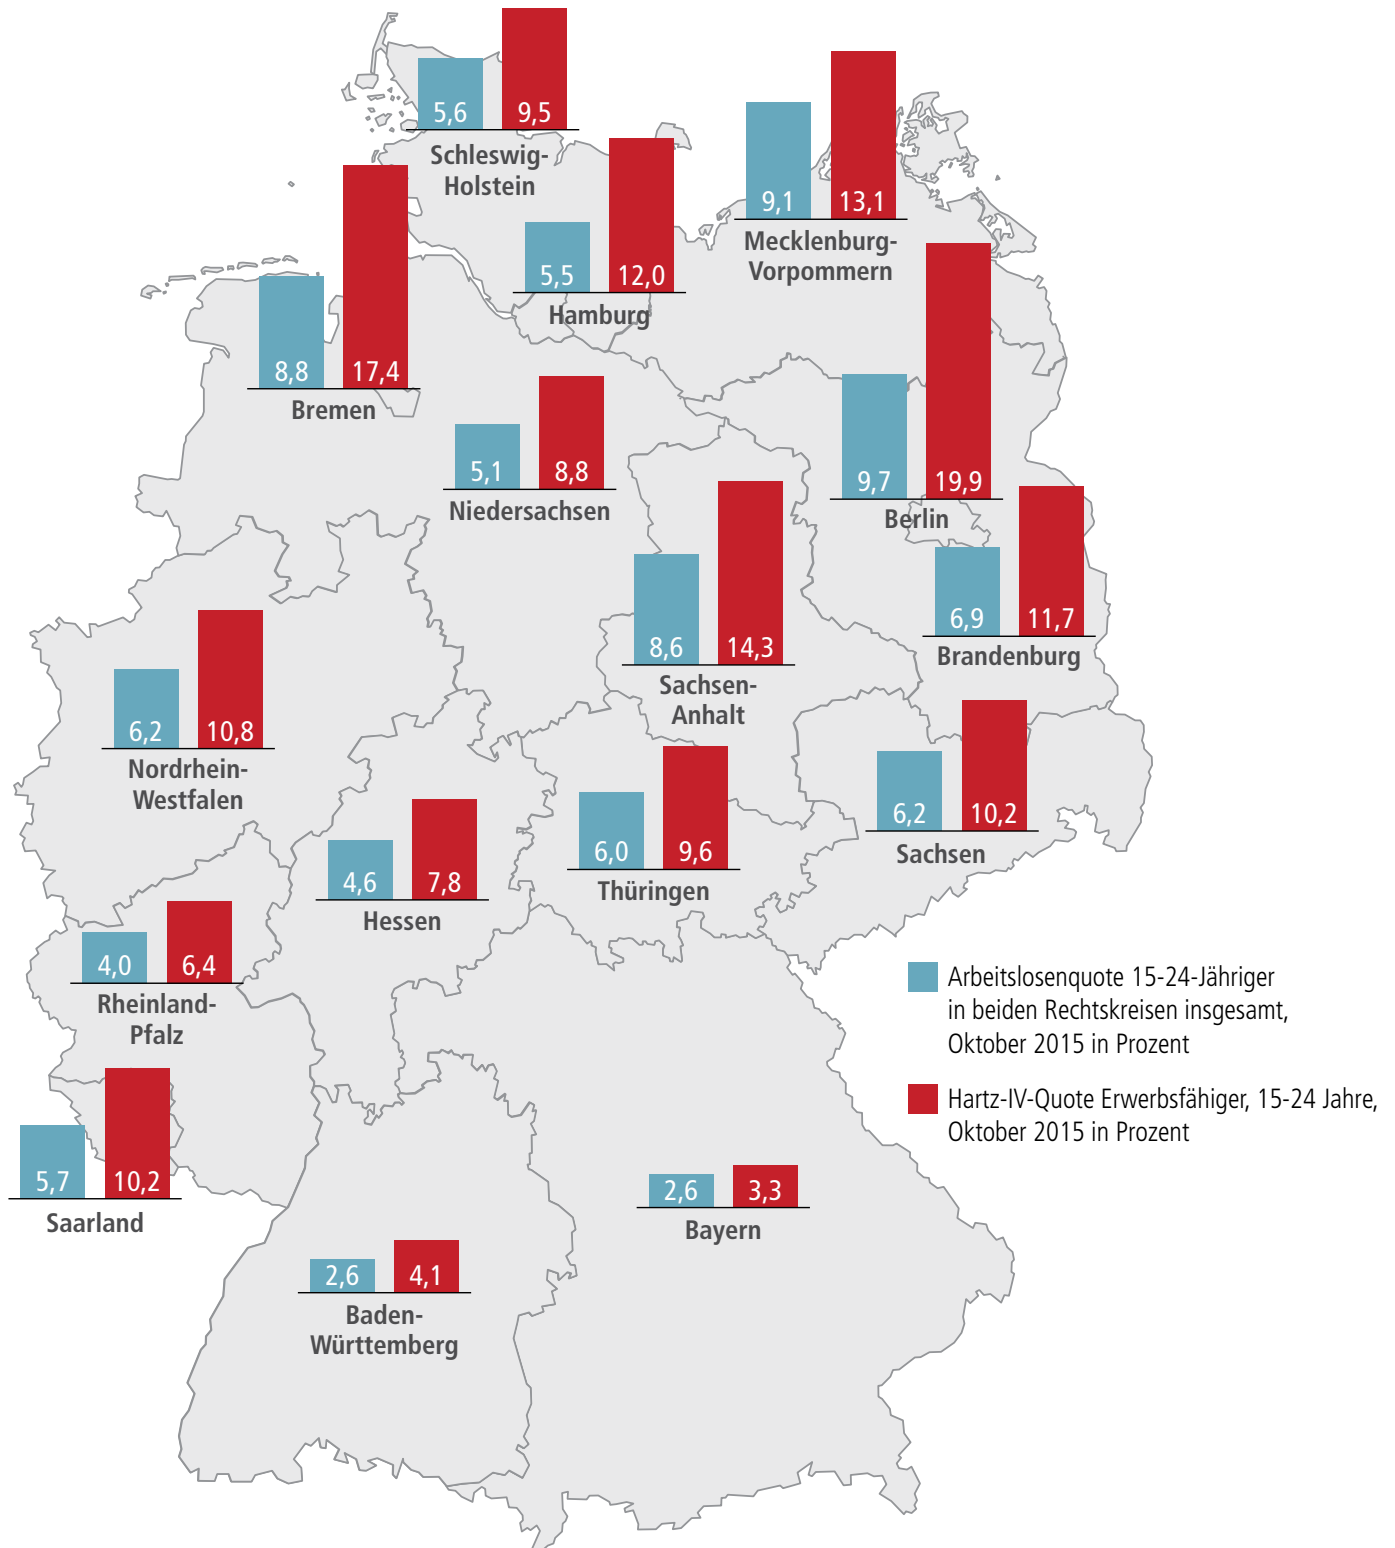 5,6 9,5
Schleswig-
Holstein
9,1 13,1
Mecklenburg-
Vorpommern
5,5 12,0
Hamburg
8,8 17,4
Bremen
5,1 8,8
Niedersachsen
9,7 19,9
Berlin
6,9 11,7
Brandenburg
8,6 14,3
Sachsen-
Anhalt
6,2 10,8
Nordrhein-
Westfalen
6,2 10,2
Sachsen
6,0 9,6
Thüringen
4,6 7,8
Hessen
4,0 6,4
Rheinland-
Pfalz
5,7 10,2
Saarland
2,6 3,3
Bayern
2,6 4,1
Baden-
Württemberg
Arbeitslosenquote 15-24-Jähriger
in beiden Rechtskreisen insgesamt,
Oktober 2015 in Prozent
Hartz-IV-Quote Erwerbsfähiger, 15-24 Jahre,
Oktober 2015 in Prozent